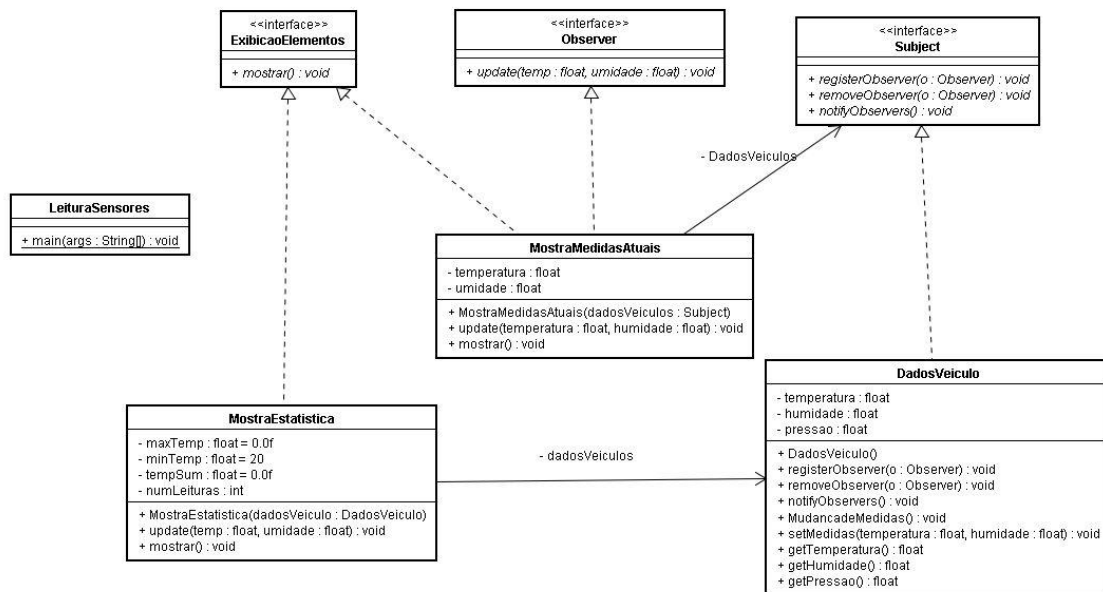 <<interface>>
ExibicaoElementos
+ mostrar() : void
<<interface>>
Observer
+ update(temp : float, umidade : float) : void
<<interface>>
Subject
+ registerObserver(o : Observer) : void
+ removeObserver(o : Observer) : void
+ notifyObservers() : void
- DadosVeiculos
LeituraSensores
+ main(args : String[]) : void
MostraMedidasAtuais
- temperatura : float
- umidade : float
+ MostraMedidasAtuais(dadosVeiculos : Subject)
+ update(temperatura : float, humidade : float) : void
+ mostrar() : void
MostraEstatistica
- maxTemp : float = 0.0f
- minTemp : float = 20
- tempSum : float = 0.0f
- numLeituras : int
+ MostraEstatistica(dadosVeiculo : DadosVeiculo)
+ update(temp : float, umidade : float) : void
+ mostrar() : void
- dadosVeiculos
DadosVeiculo
- temperatura : float
- humidade : float
- pressao : float
+ DadosVeiculo()
+ registerObserver(o : Observer) : void
+ removeObserver(o : Observer) : void
+ notifyObservers() : void
+ MudancadeMedidas() : void
+ setMedidas(temperatura : float, humidade : float) : void
+ getTemperatura() : float
+ getHumidade() : float
+ getPressao() : float